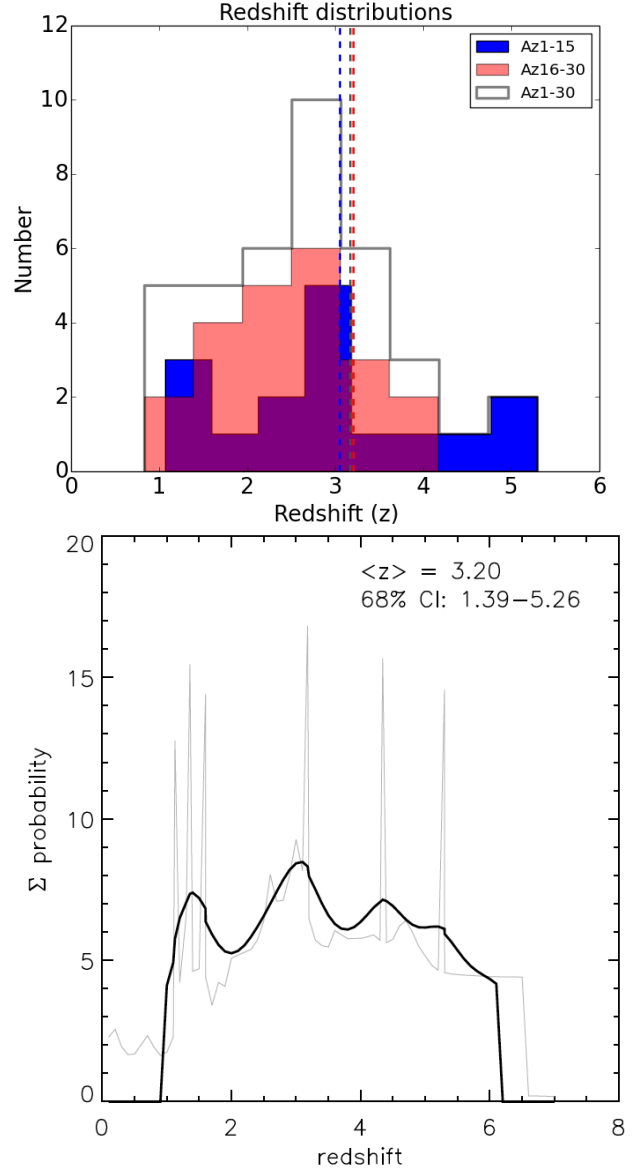 Redshift distributions
12
10
8
6
4
2
0
Number
Az1-15
Az16-30
Az1-30
0 1 2 3 4 5 6
Redshift (z)
20
15
10
5
0
Σ probability
<z> = 3.20
68% CI: 1.39−5.26
0 2 4 6 8
redshift